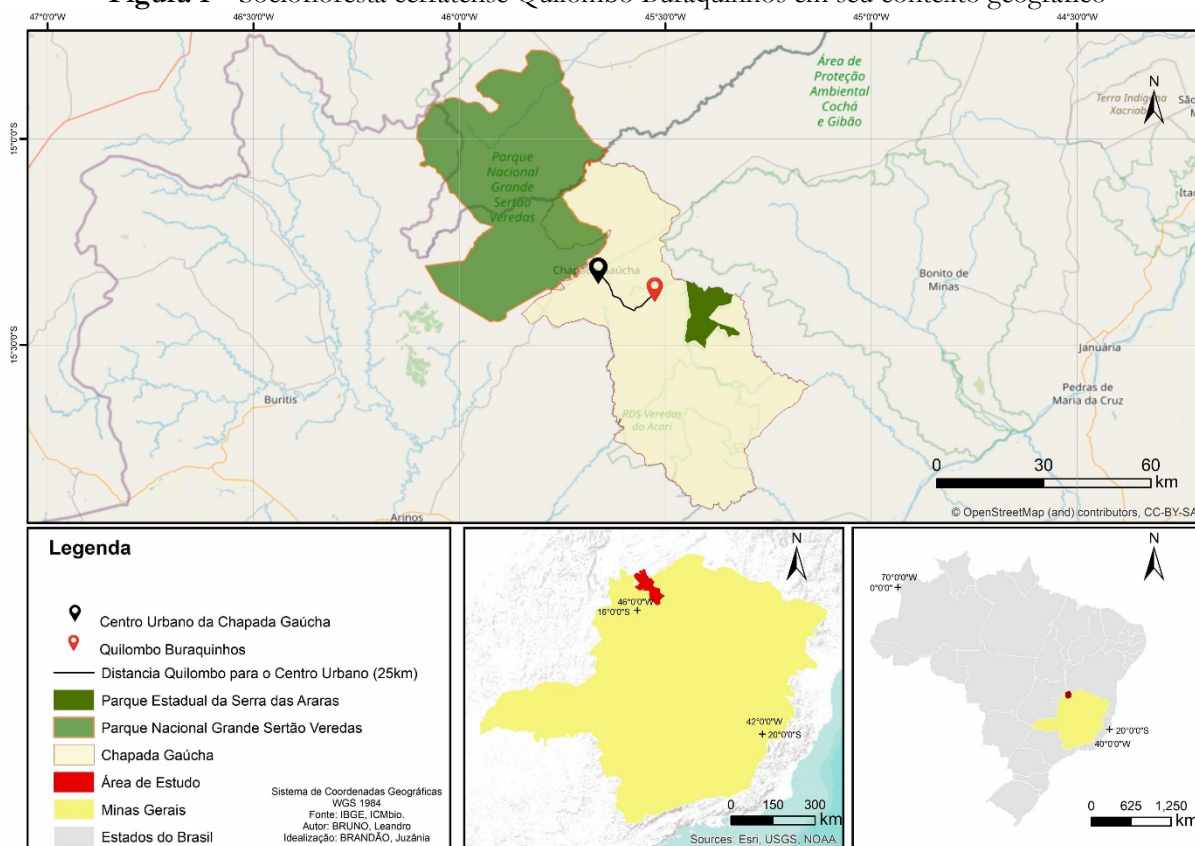 Figura 1 – Sociofloresta cerratense Quilombo Buraquinhos em seu contexto geográfico
47°0'0"W 46°30'0"W 46°0'0"W 45°30'0"W 45°0'0"W 44°30'0"W
15°0'0"S
15°30'0"S
Área de
Proteção
Ambiental
Cochá
e Gibão
N
Terra Indígena
Xacriabá
São
M
Parque
Nacional
Grande
Sertão
Veredas
Itac
Chapada Gaúcha
Bonito de
Minas
Januária
Buritis
Pedras de
Maria da Cruz
RDS Veredas
do Acari
Arinos
0 30 60
km
© OpenStreetMap (and) contributors, CC-BY-SA
Legenda
Centro Urbano da Chapada Gaúcha
Quilombo Buraquinhos
Distancia Quilombo para o Centro Urbano (25km)
Parque Estadual da Serra das Araras
Parque Nacional Grande Sertão Veredas
Chapada Gaúcha
Área de Estudo
Minas Gerais
Estados do Brasil
Sistema de Coordenadas Geográficas
WGS 1984
Fonte: IBGE, ICMbio.
Autor: BRUNO, Leandro
Idealização: BRANDÃO, Juzânia
N
46°0'0"W
16°0'0"S
42°0'0"W
20°0'0"S
0 150 300
km
Sources: Esri, USGS, NOAA
N
70°0'0"W
0°0'0"
20°0'0"S
40°0'0"W
0 625 1,250
km